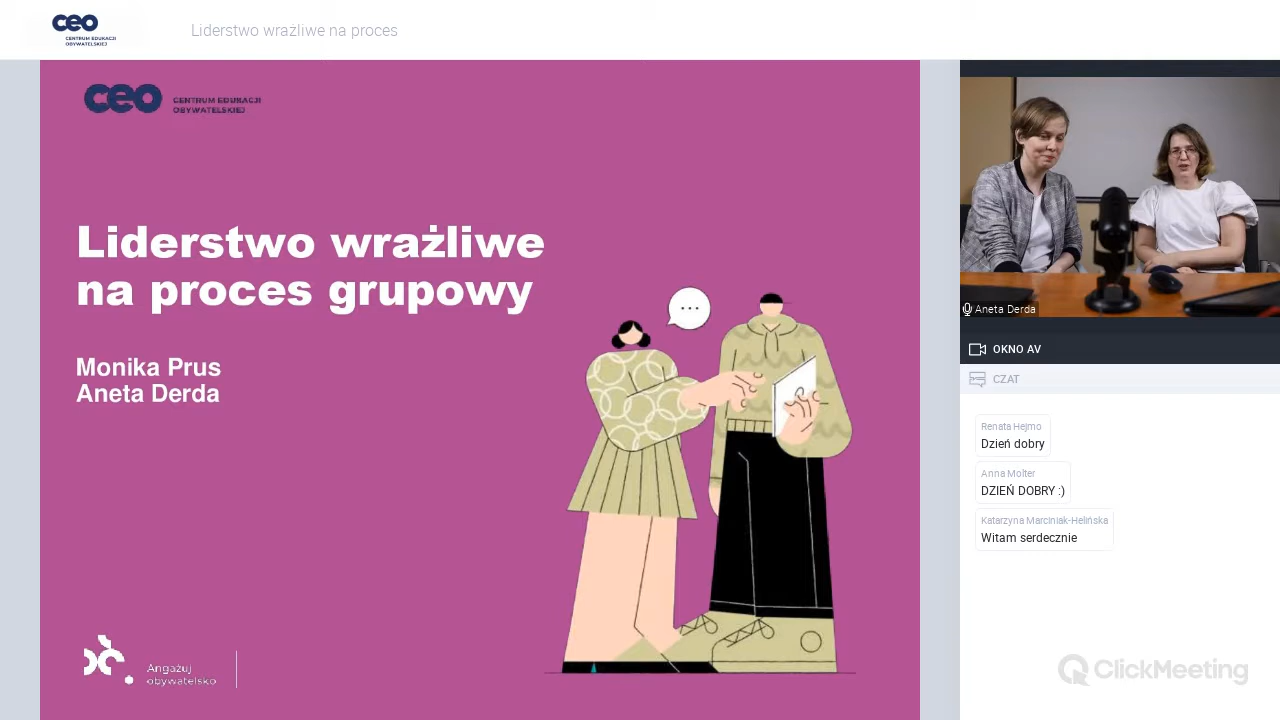 ceo
CENTRUM EDUKACJI
OBYWATELSKIEJ
Liderstwo wrażliwe na proces
ceo
CENTRUM EDUKACJI
OBYWATELSKIEJ
Liderstwo wrażliwe
na proces grupowy
Monika Prus
Aneta Derda
Angażuj
obywatelsko
Aneta Derda
OKNO AV
CZAT
Renata Hejmo
Dzień dobry
Anna Molter
DZIEŃ DOBRY :)
Katarzyna Marciniak-Helińska
Witam serdecznie
ClickMeeting